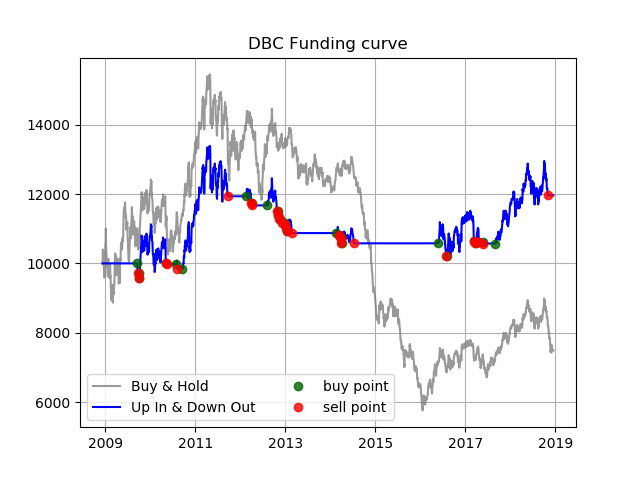 DBC Funding curve
14000
12000
10000
8000
6000
Buy & Hold
Up In & Down Out
buy point
sell point
2009 2011 2013 2015 2017 2019